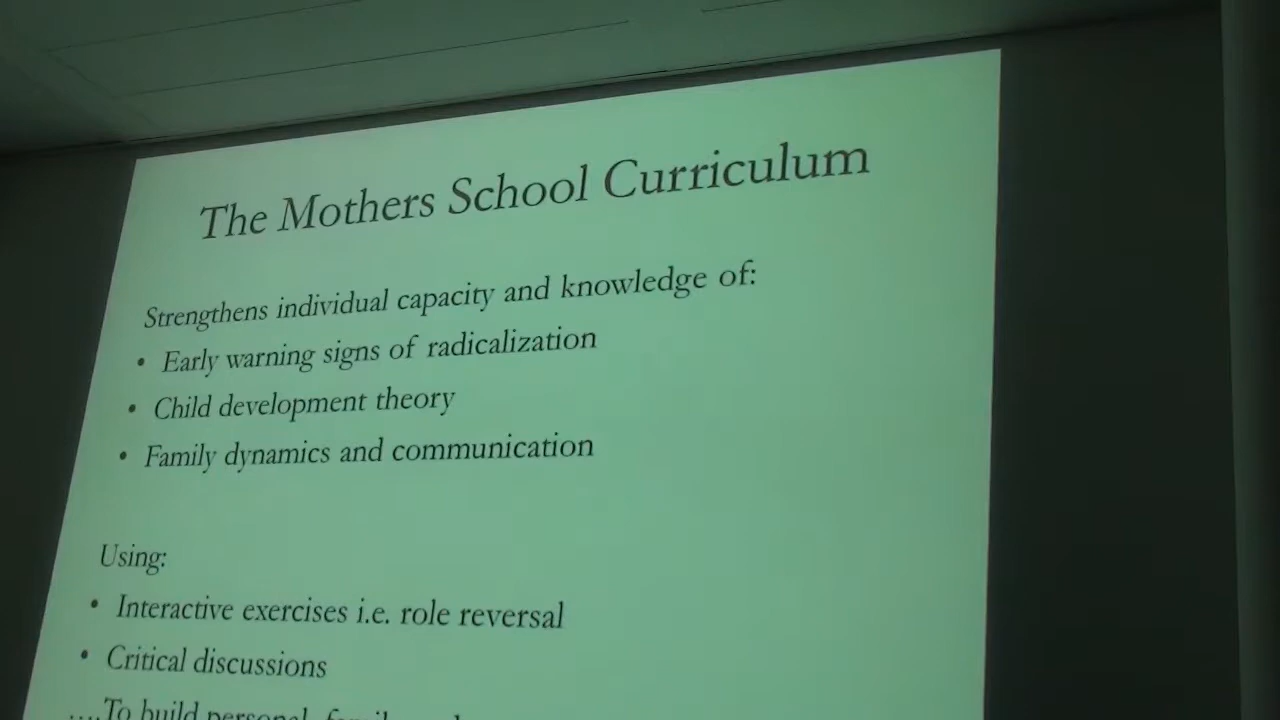 The Mothers School Curriculum
Strengthens individual capacity and knowledge of:
• Early warning signs of radicalization
• Child development theory
• Family dynamics and communication
Using:
• Interactive exercises i.e. role reversal
• Critical discussions
....To build personal, family